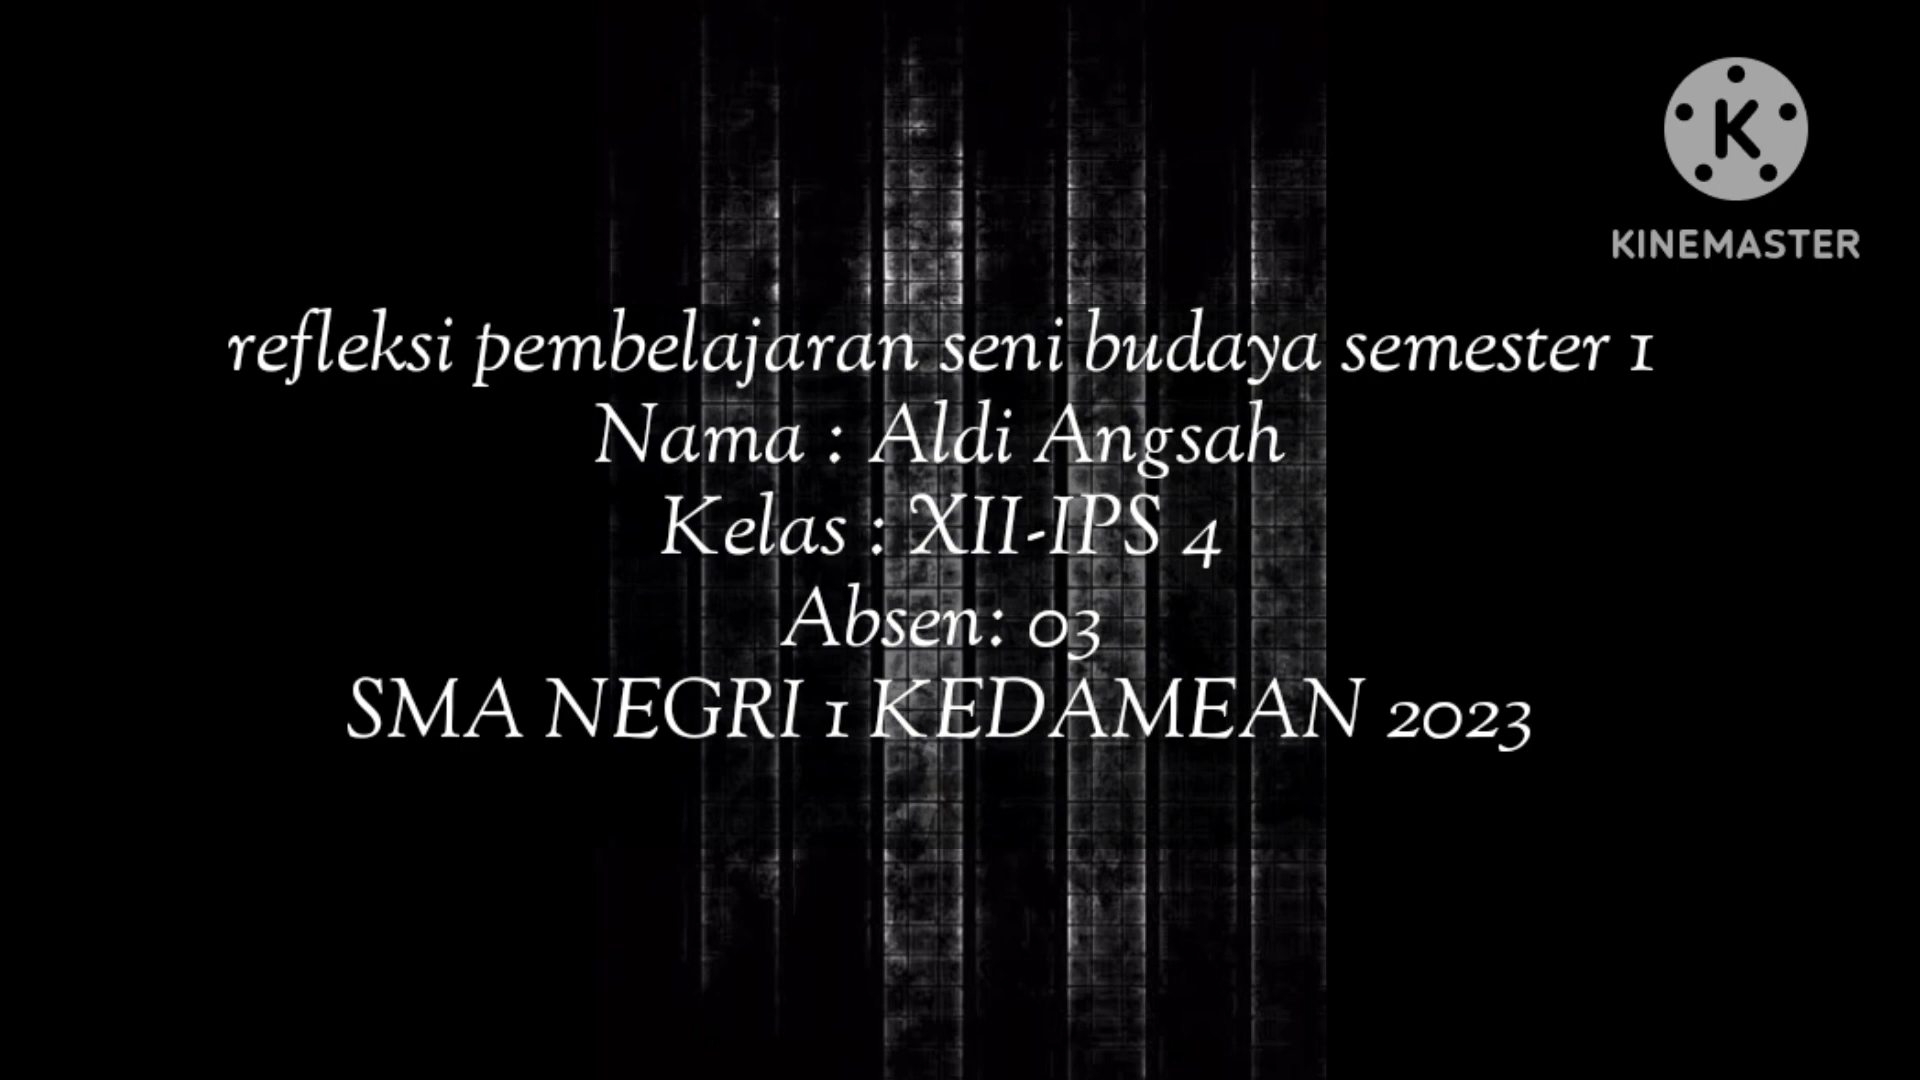 K
KINEMASTER
refleksi pembelajaran seni budaya semester 1
Nama : Aldi Angsah
Kelas : XII-IPS 4
Absen: 03
SMA NEGRI 1 KEDAMEAN 2023